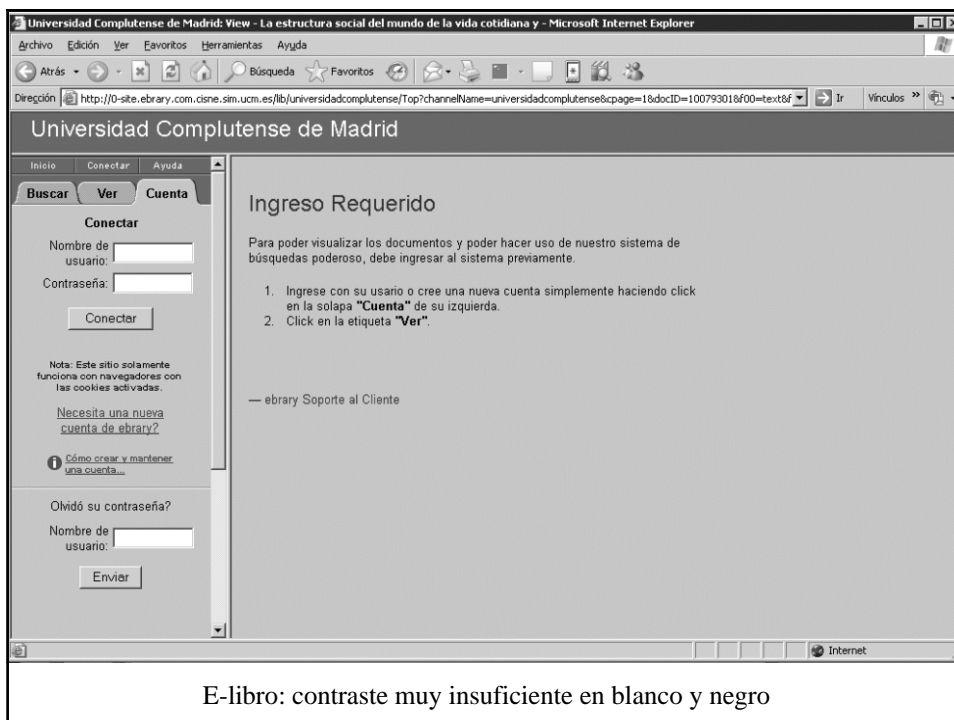 Universidad Complutense de Madrid: View - La estructura social del mundo de la vida cotidiana y - Microsoft Internet Explorer
Archivo Edición Ver Favoritos Herramientas Ayuda
Atrás Búsqueda Favoritos
Dirección http://0-site.ebrary.com.cisne.sim.ucm.es/lib/universidadcomplutense/Top?channelName=universidadcomplutense&cpage=1&docID=10079301&f00=text&f Ir Vínculos »
Universidad Complutense de Madrid
Inicio Conectar Ayuda
Buscar Ver Cuenta
Conectar
Nombre de
usuario:
Contraseña:
Conectar
Nota: Este sitio solamente
funciona con navegadores con
las cookies activadas.
Necesita una nueva
cuenta de ebrary?
Cómo crear y mantener
una cuenta...
Olvidó su contraseña?
Nombre de
usuario:
Enviar
Ingreso Requerido
Para poder visualizar los documentos y poder hacer uso de nuestro sistema de
búsquedas poderoso, debe ingresar al sistema previamente.
1. Ingrese con su usario o cree una nueva cuenta simplemente haciendo click
en la solapa "Cuenta" de su izquierda.
2. Click en la etiqueta "Ver".
— ebrary Soporte al Cliente
Internet
E-libro: contraste muy insuficiente en blanco y negro